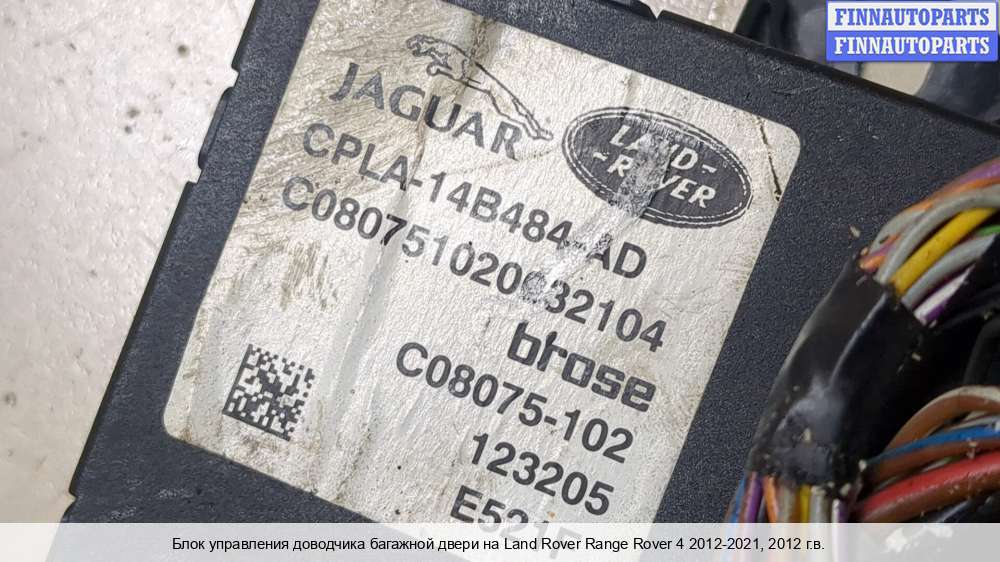 FINNAUTOPARTS
FINNAUTOPARTS
JAGUAR
LAND-
-ROVER
CPLA-14B484-AD
C080751020632104
brose
C08075-102
123205
Блок управления доводчика багажной двери на Land Rover Range Rover 4 2012-2021, 2012 г.в.